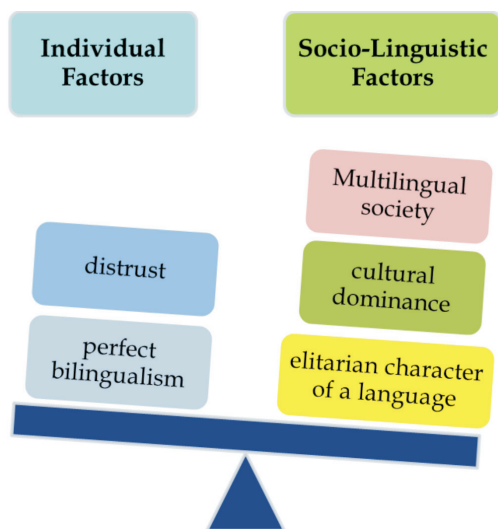 Individual
Factors
Socio-Linguistic
Factors
distrust
perfect
bilingualism
Multilingual
society
cultural
dominance
elitarian character
of a language